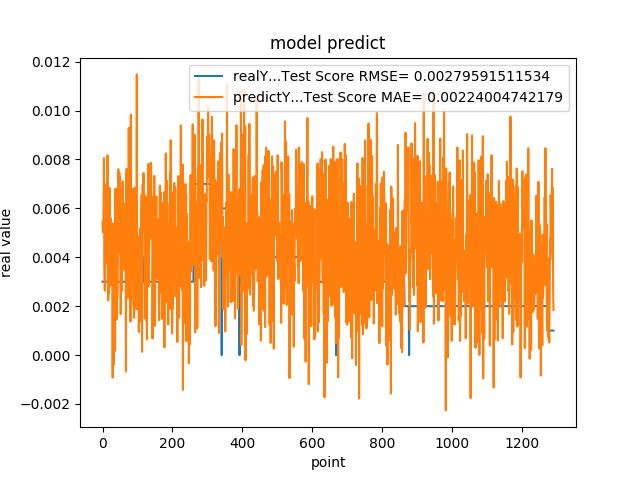 model predict
realY...Test Score RMSE= 0.00279591511534
predictY...Test Score MAE= 0.00224004742179
real value
0.012
0.010
0.008
0.006
0.004
0.002
0.000
−0.002
0 200 400 600 800 1000 1200
point